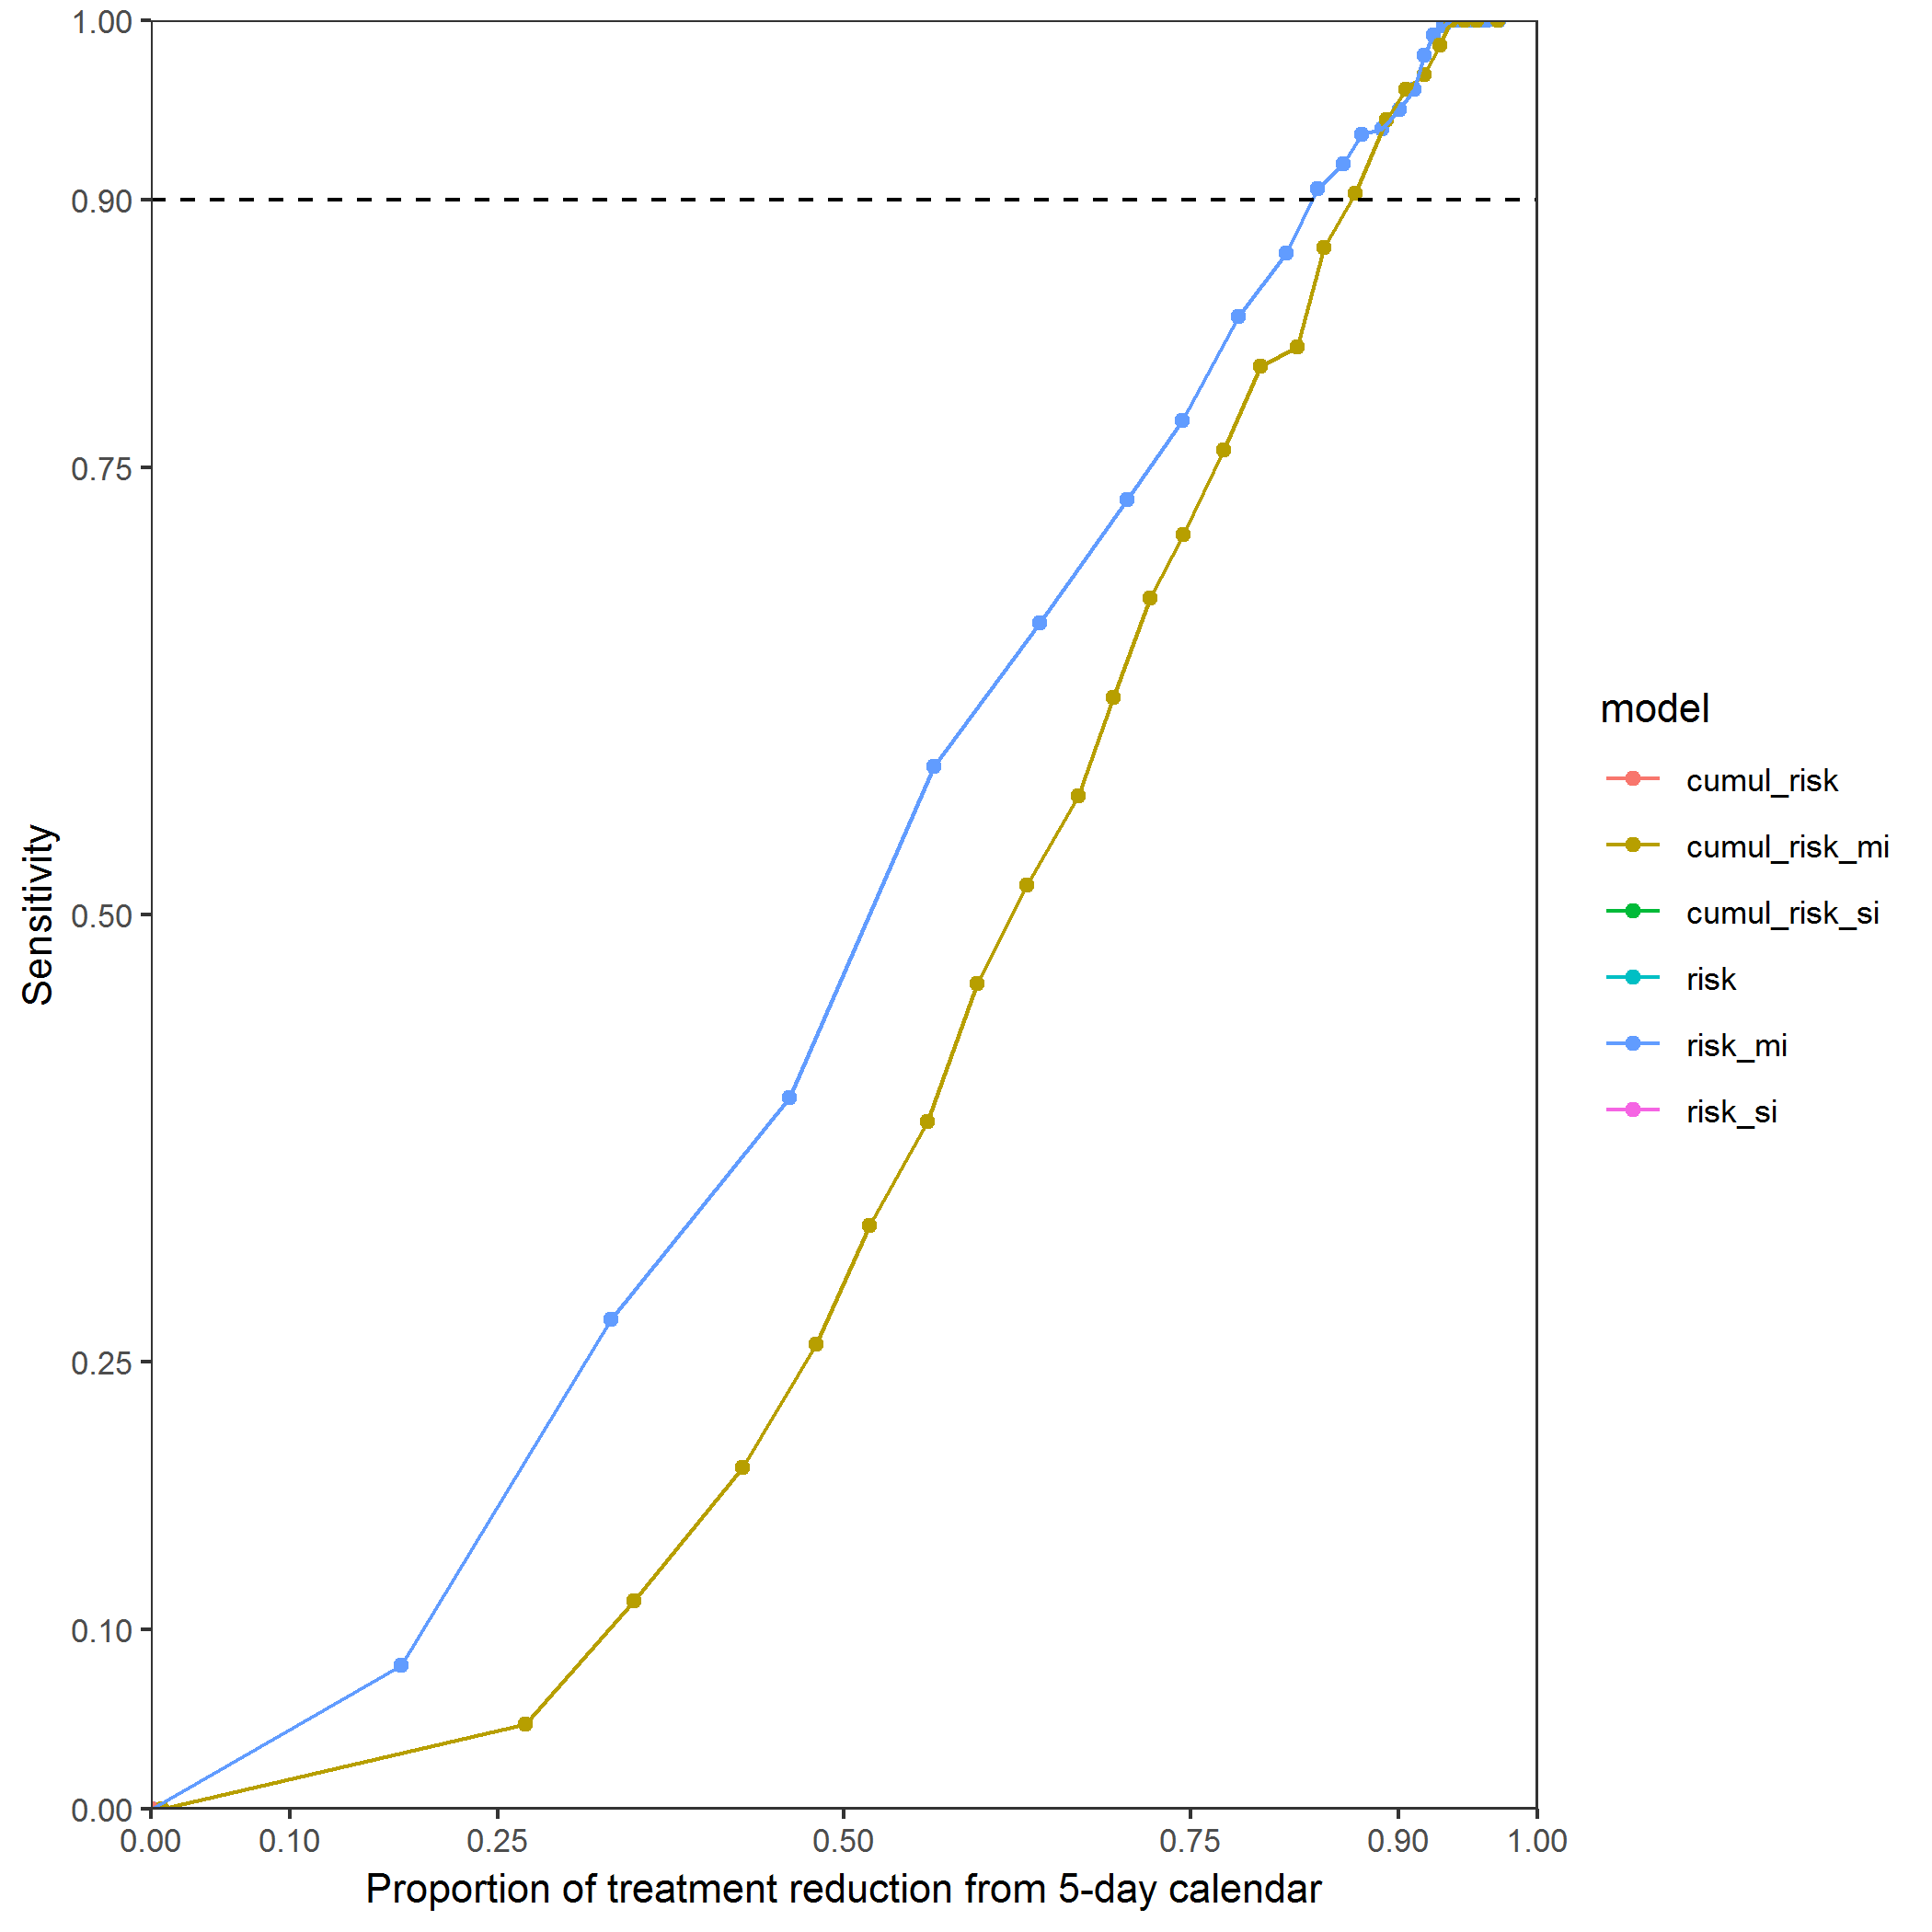 1.00
0.90
0.75
0.50
0.25
0.10
0.00
Sensitivity
0.00 0.10 0.25 0.50 0.75 0.90 1.00
Proportion of treatment reduction from 5-day calendar
model
cumul_risk
cumul_risk_mi
cumul_risk_si
risk
risk_mi
risk_si